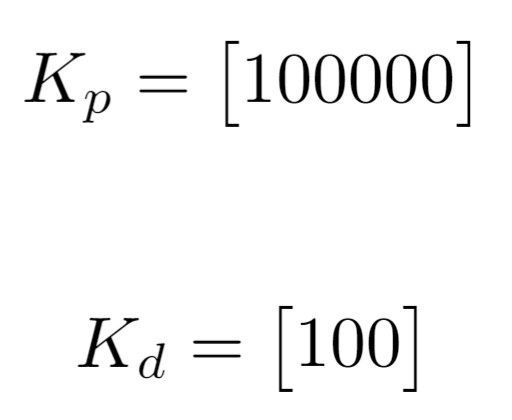 K_p = [100000]
K_d = [100]